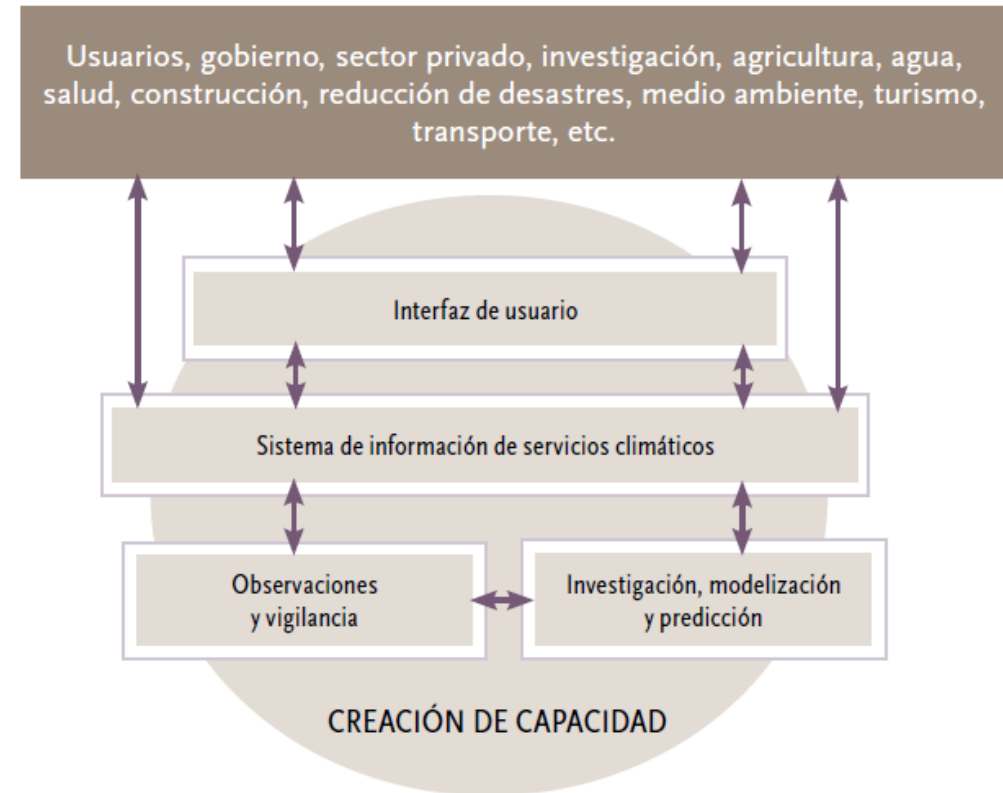 Usuarios, gobierno, sector privado, investigación, agricultura, agua,
salud, construcción, reducción de desastres, medio ambiente, turismo,
transporte, etc.
Interfaz de usuario
Sistema de información de servicios climáticos
Observaciones
y vigilancia
Investigación, modelización
y predicción
CREACIÓN DE CAPACIDAD